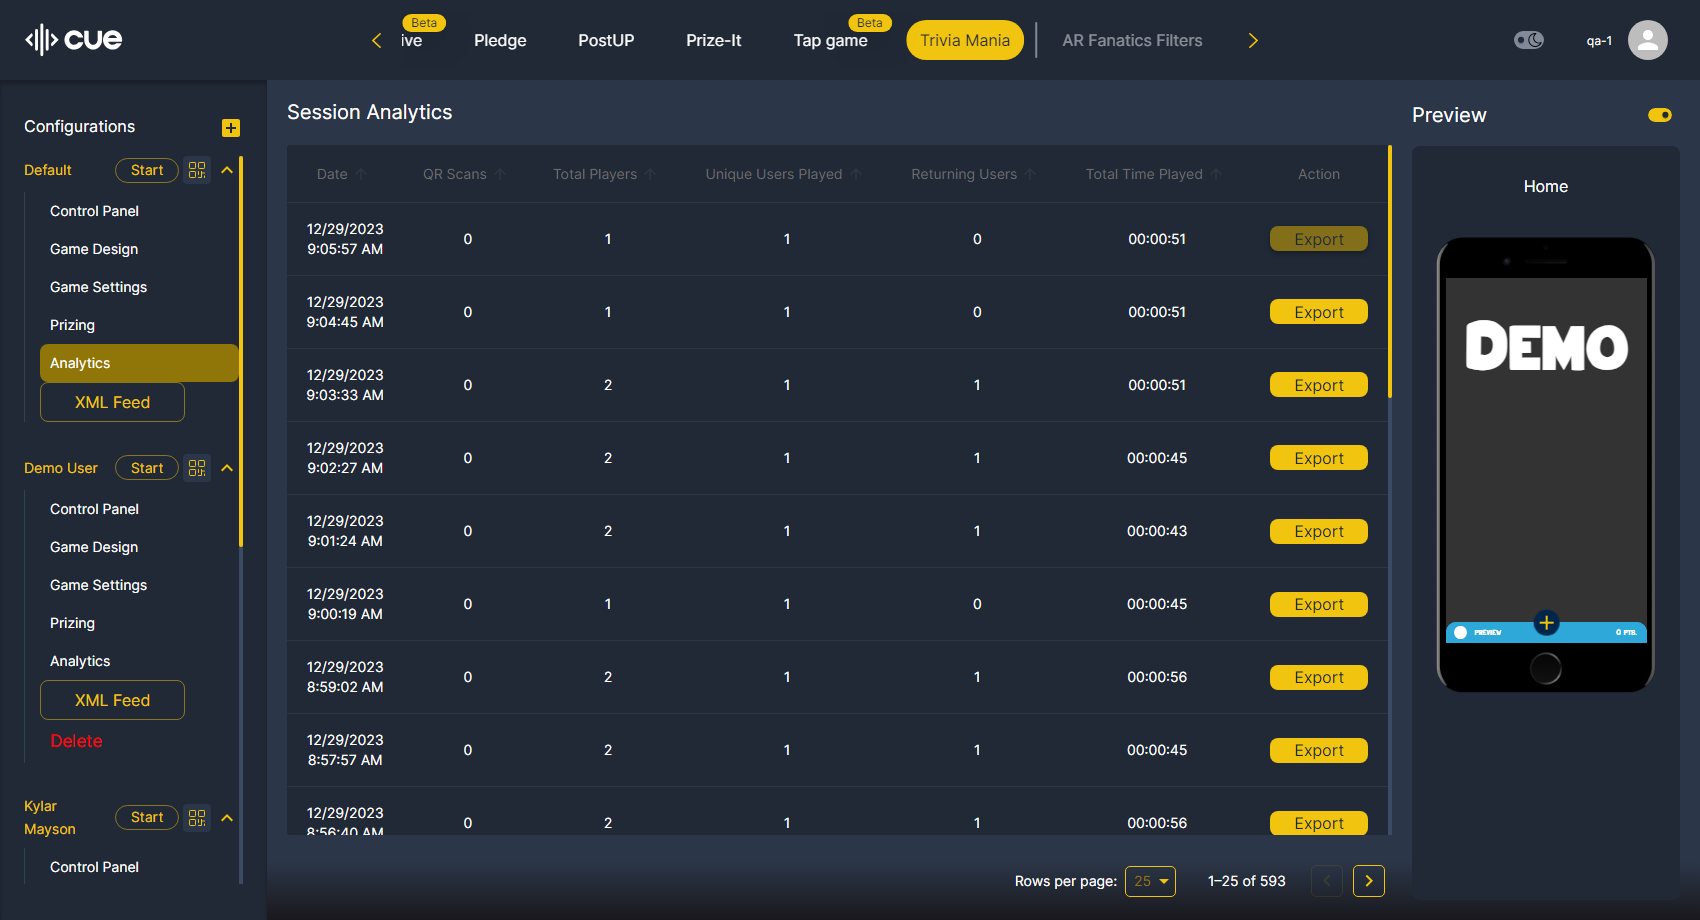 cue
Beta
ive
Pledge
PostUP
Prize-It
Tap game
Beta
Trivia Mania
AR Fanatics Filters
qa-1
Configurations
Default
Start
Control Panel
Game Design
Game Settings
Prizing
Analytics
XML Feed
Demo User
Start
Control Panel
Game Design
Game Settings
Prizing
Analytics
XML Feed
Delete
Kylar
Mayson
Start
Control Panel
Session Analytics
Date QR Scans Total Players Unique Users Played Returning Users Total Time Played Action
12/29/2023
9:05:57 AM
0 1 1 0 00:00:51 Export
12/29/2023
9:04:45 AM
0 1 1 0 00:00:51 Export
12/29/2023
9:03:33 AM
0 2 1 1 00:00:51 Export
12/29/2023
9:02:27 AM
0 2 1 1 00:00:45 Export
12/29/2023
9:01:24 AM
0 2 1 1 00:00:43 Export
12/29/2023
9:00:19 AM
0 1 1 0 00:00:45 Export
12/29/2023
8:59:02 AM
0 2 1 1 00:00:56 Export
12/29/2023
8:57:57 AM
0 2 1 1 00:00:45 Export
12/29/2023
8:56:40 AM
0 2 1 1 00:00:56 Export
Rows per page: 25 1–25 of 593
Preview
Home
DEMO
PREVIEW
0 PTS.